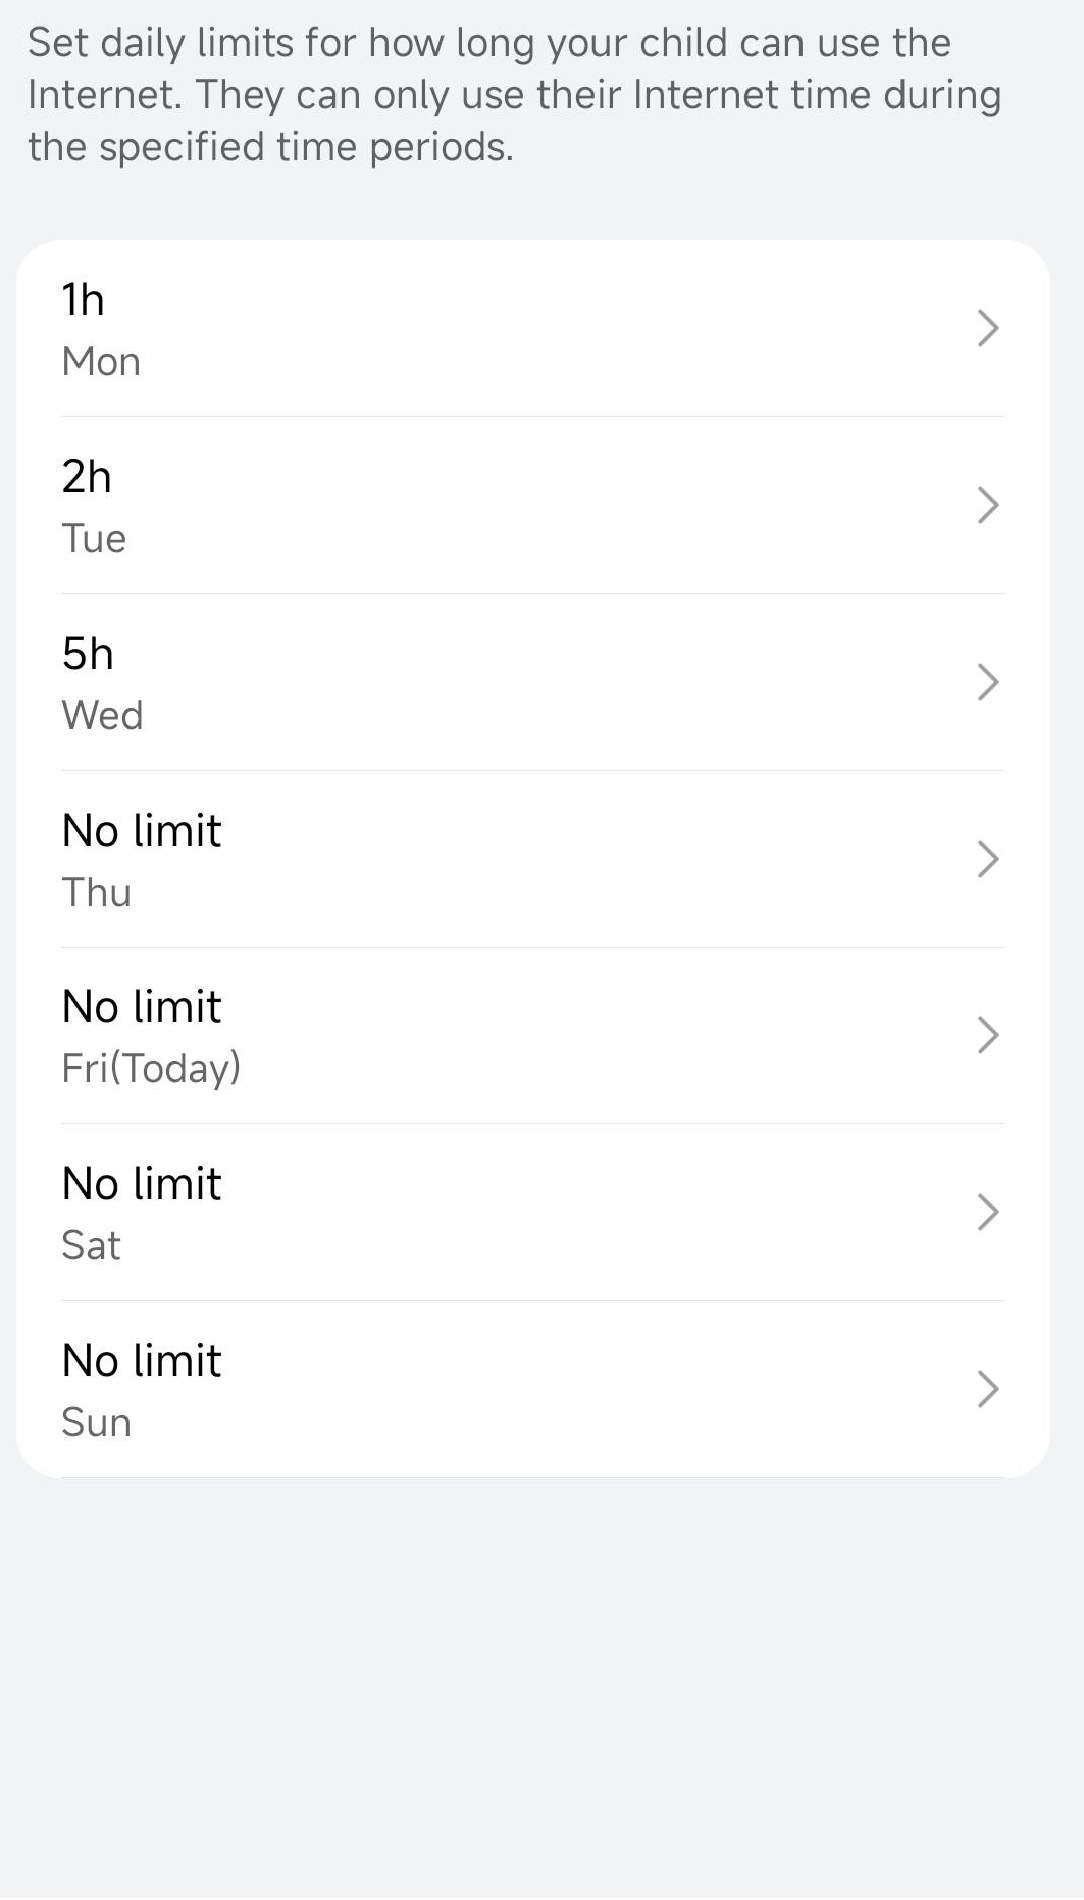 Set daily limits for how long your child can use the
Internet. They can only use their Internet time during
the specified time periods.
1h
Mon
2h
Tue
5h
Wed
No limit
Thu
No limit
Fri(Today)
No limit
Sat
No limit
Sun